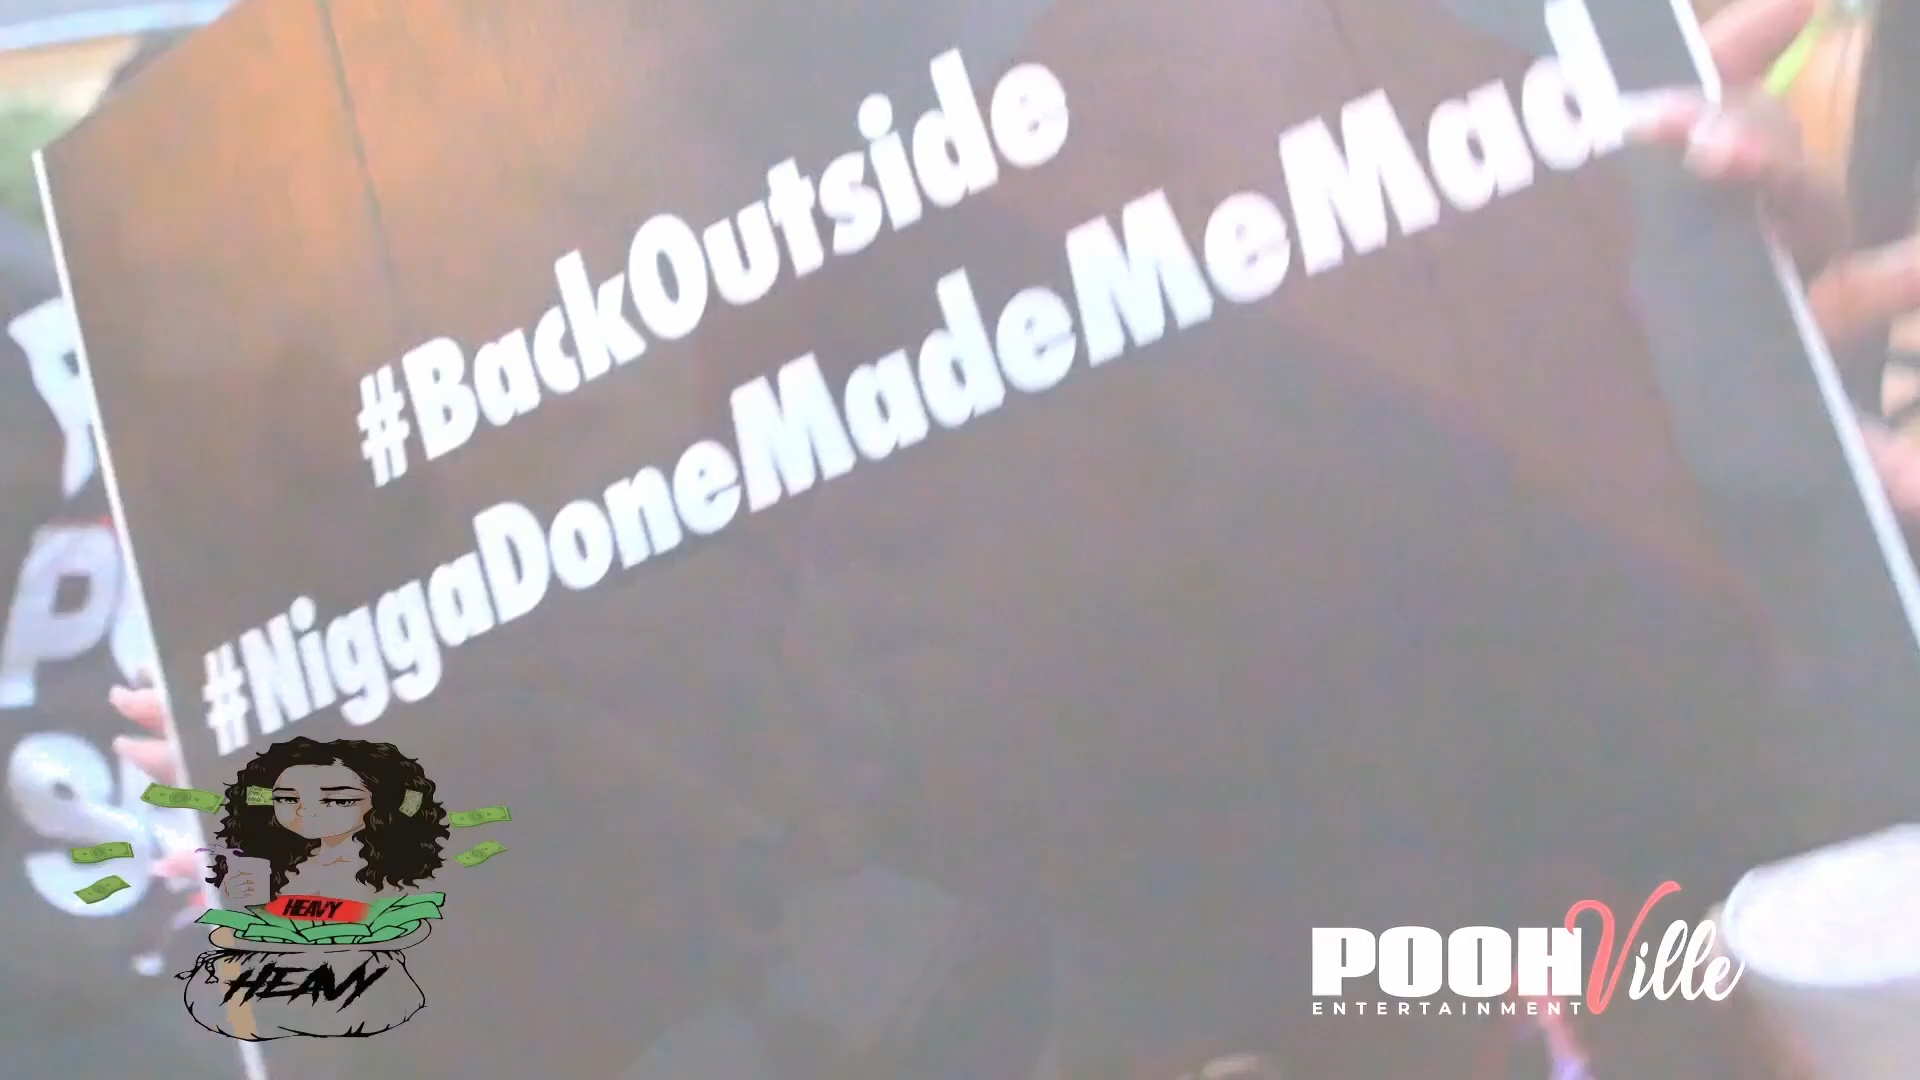 #BackOutside
#NiggaDoneMadeMeMad
HEAVY
HEAVY
POOHVille
ENTERTAINMENT